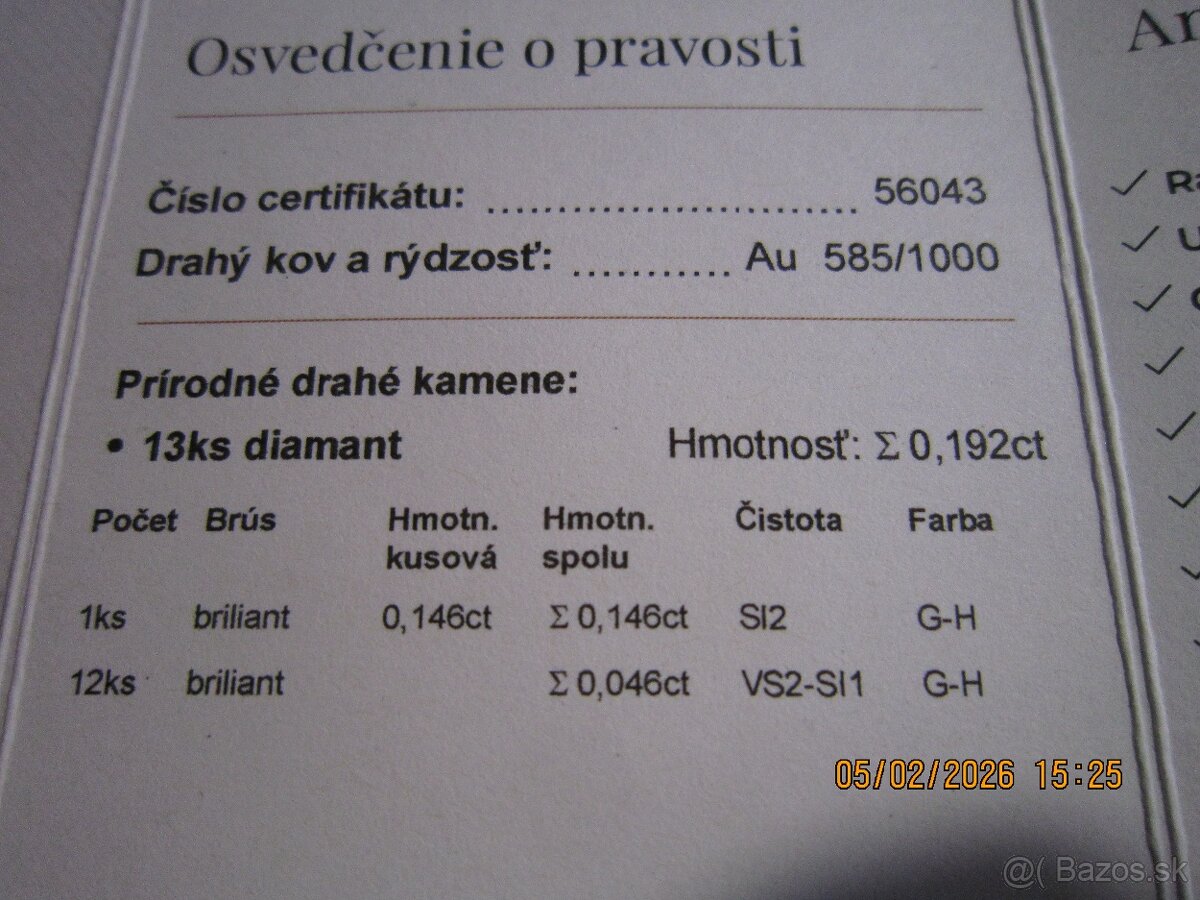 Osvedčenie o pravosti
Číslo certifikátu: ............................ 56043
Drahý kov a rýdzosť: ............ Au 585/1000
Prírodné drahé kamene:
• 13ks diamant Hmotnosť: Σ 0,192ct
Počet Brús Hmotn. kusová Hmotn. spolu Čistota Farba
1ks briliant 0,146ct Σ 0,146ct SI2 G-H
12ks briliant Σ 0,046ct VS2-SI1 G-H
05/02/2026 15:25
@( Bazos.sk